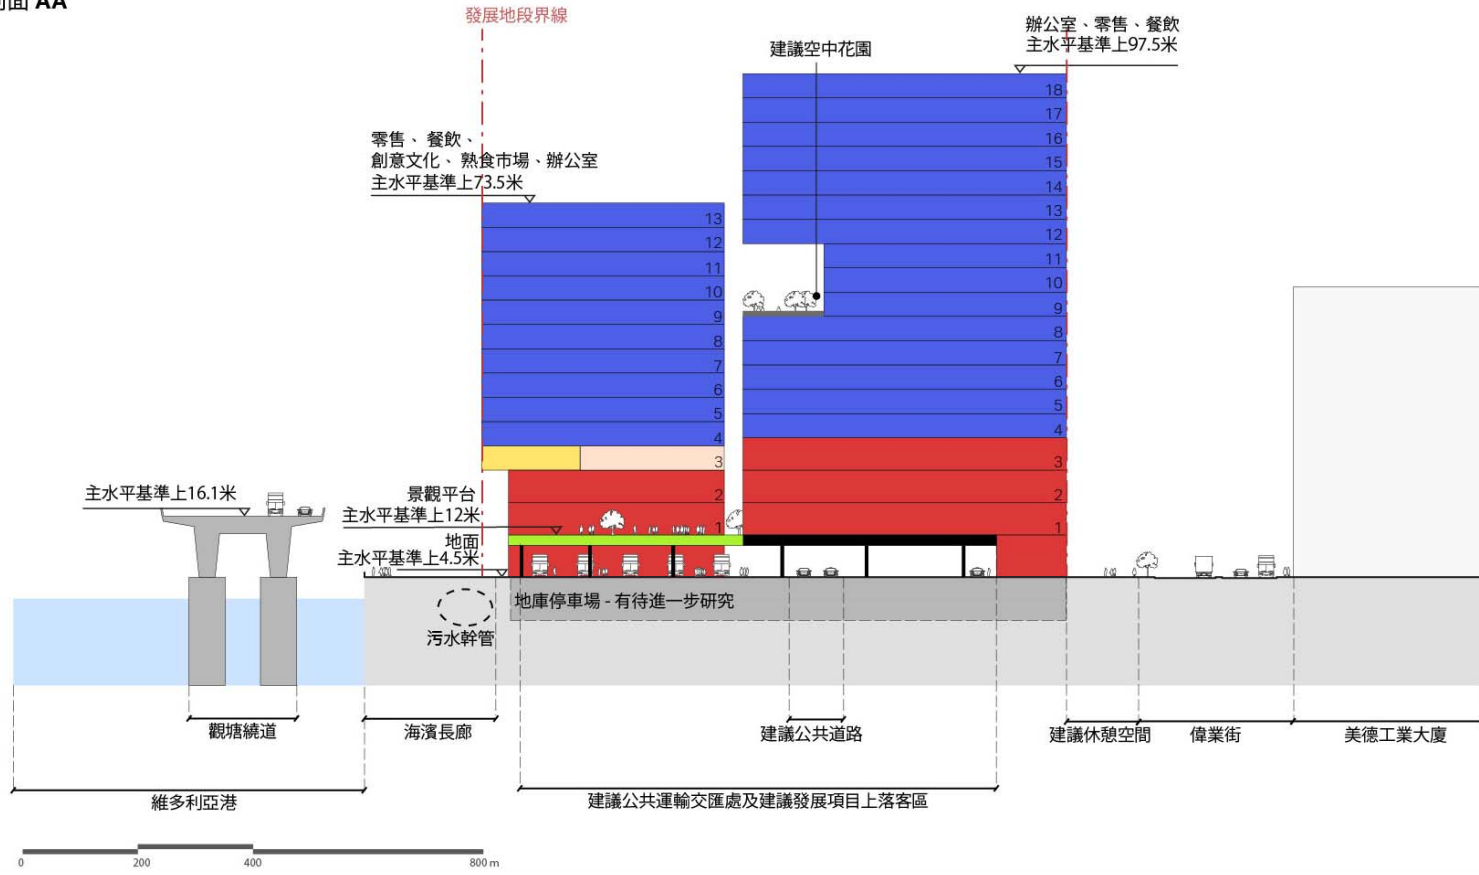 剖面 AA
發展地段界線
辦公室、零售、餐飲
主水平基準上97.5米
建議空中花園
零售、 餐飲、
創意文化、 熟食市場、辦公室
主水平基準上73.5米
18
17
16
15
14
13
12
11
10
9
8
7
6
5
4
3
2
1
13
12
11
10
9
8
7
6
5
4
3
2
1
主水平基準上16.1米
景觀平台
主水平基準上12米
地面
主水平基準上4.5米
地庫停車場 - 有待進一步研究
污水幹管
觀塘繞道
海濱長廊
建議公共道路
建議休憩空間
偉業街
美德工業大廈
維多利亞港
建議公共運輸交匯處及建議發展項目上落客區
0 200 400 800 m